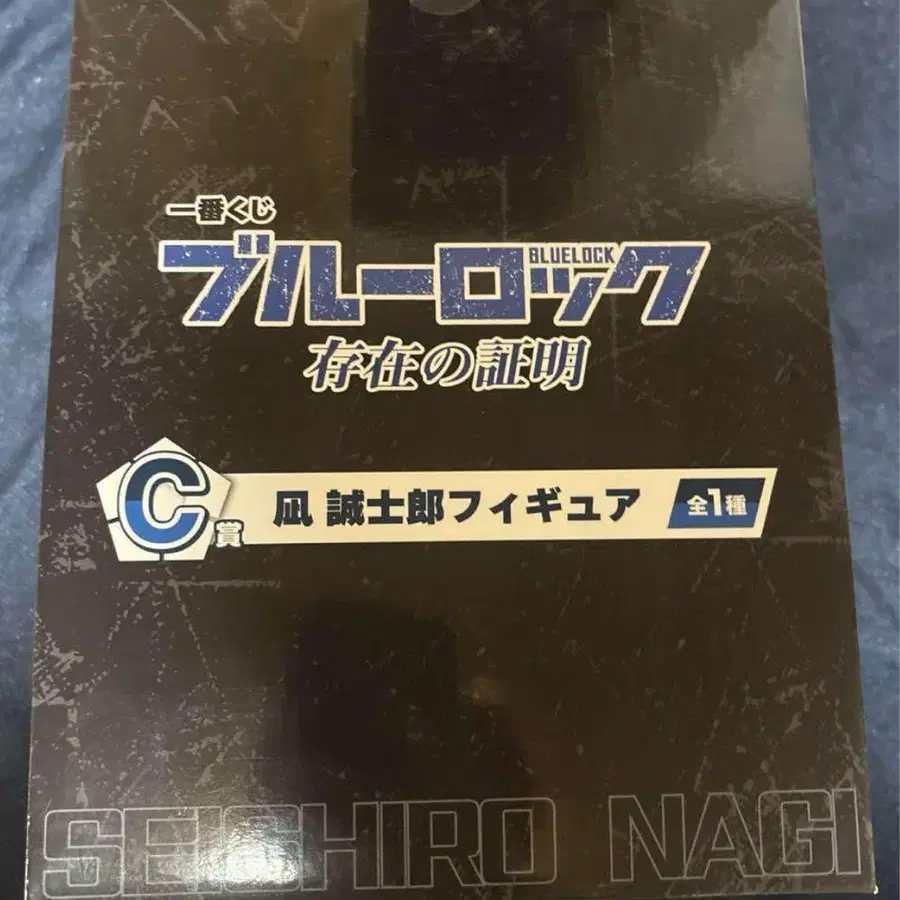 一番くじ
ブルーロック
BLUELOCK
存在の証明
C賞 凪 誠士郎フィギュア 全1種
SEISHIRO NAGI